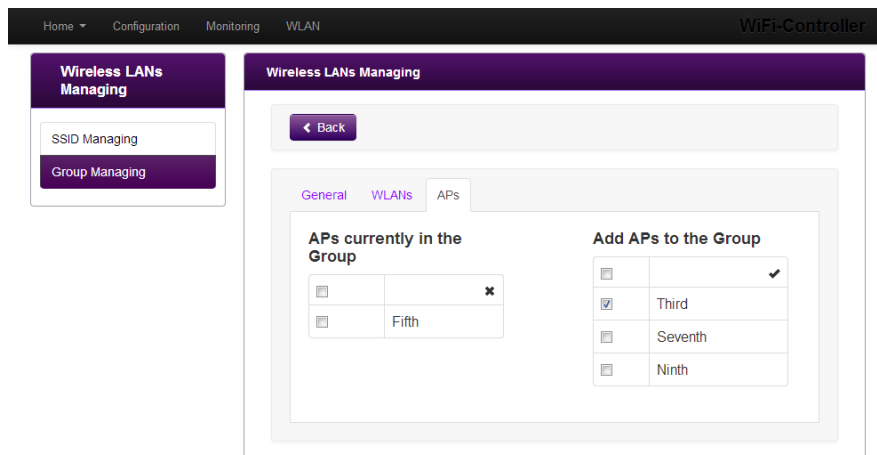 Home Configuration Monitoring WLAN WiFi-Controller
Wireless LANs
Managing
SSID Managing
Group Managing
Wireless LANs Managing
Back
General WLANs APs
APs currently in the
Group
Fifth
Add APs to the Group
Third
Seventh
Ninth